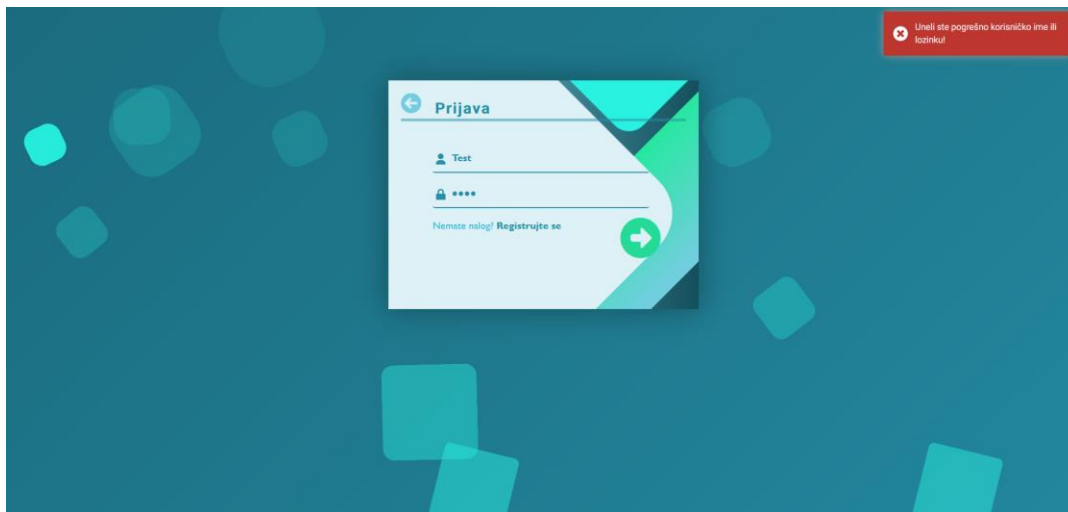 Uneli ste pogrešno korisničko ime ili
lozinku!
Prijava
Test
••••
Nemate nalog? Registrujte se